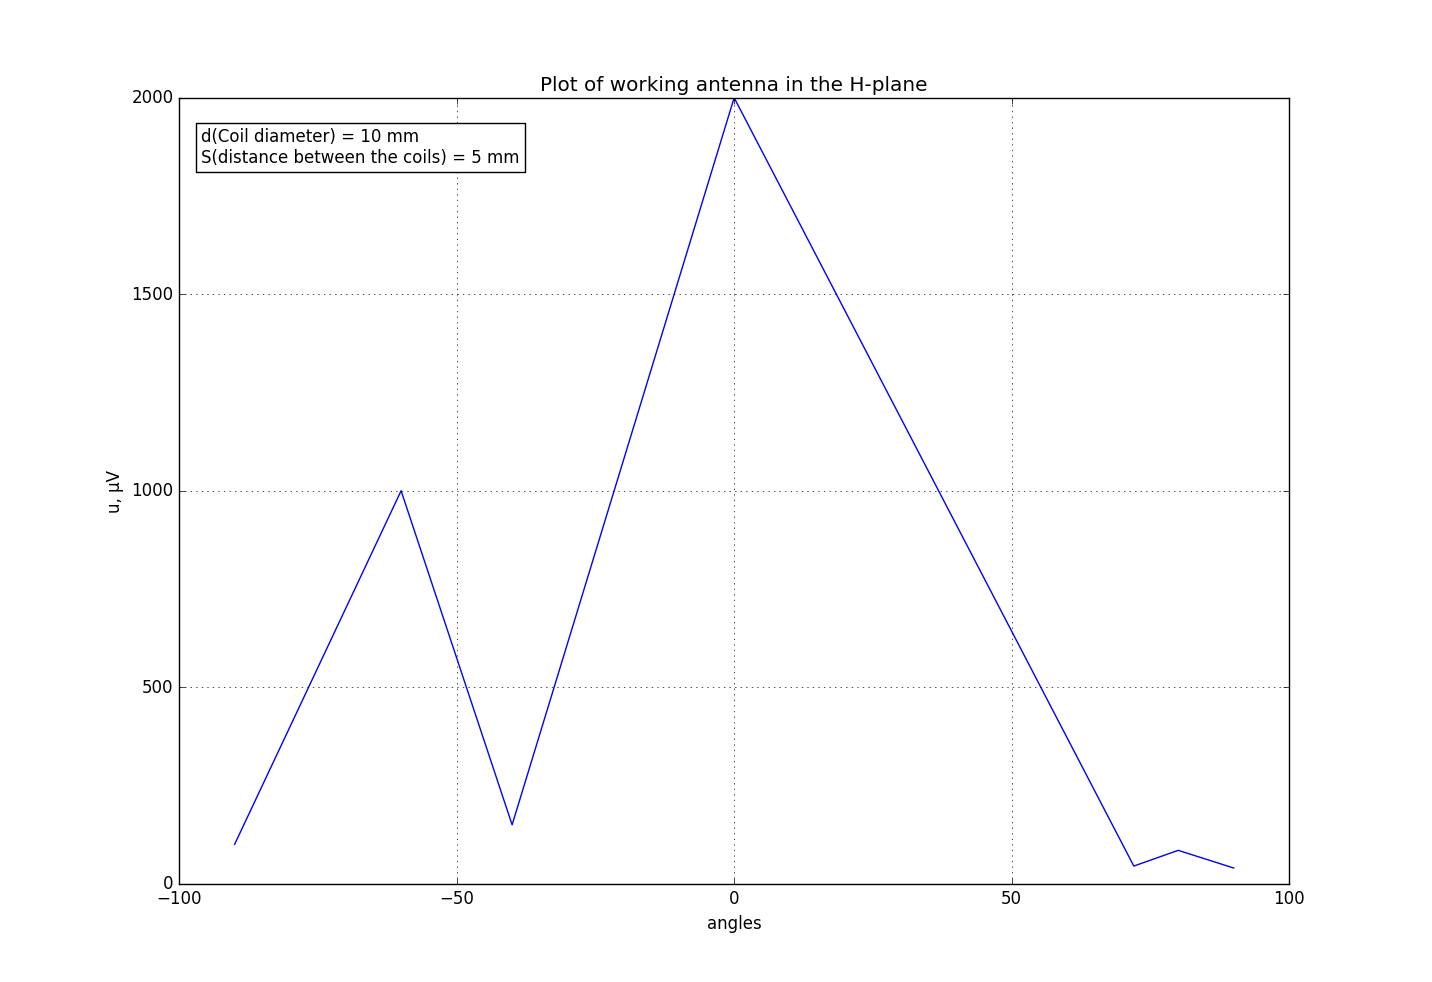 Plot of working antenna in the H-plane
2000
d(Coil diameter) = 10 mm
S(distance between the coils) = 5 mm
1500
1000
u, µV
500
0
−100 −50 0 50 100
angles